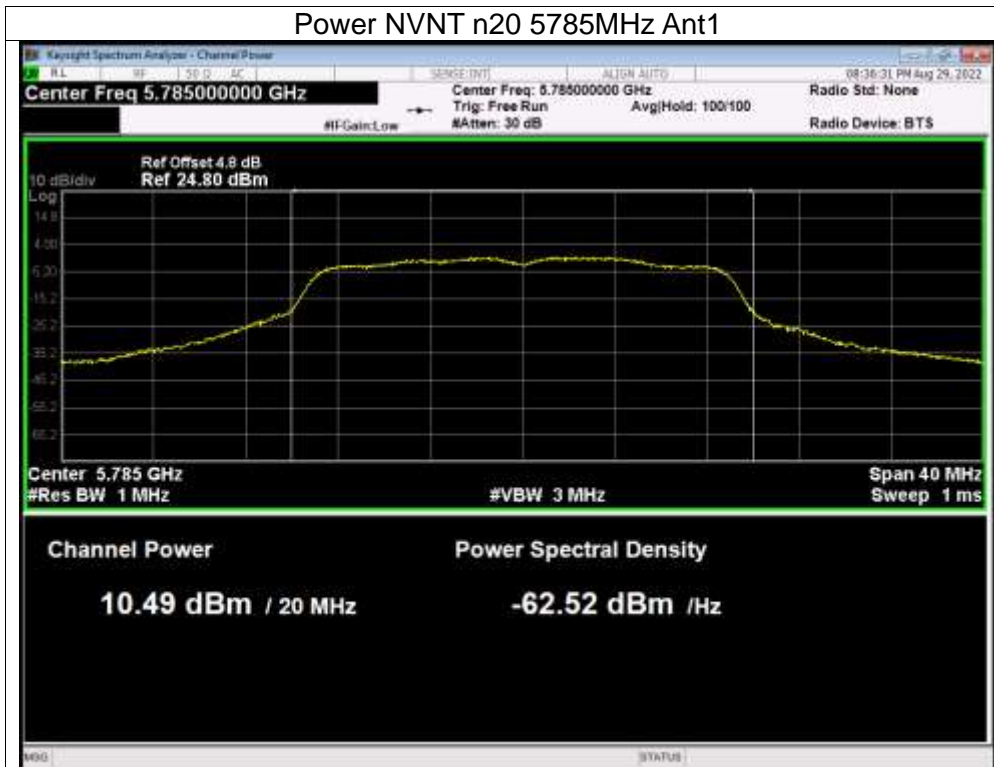 Power NVNT n20 5785MHz Ant1
Keysight Spectrum Analyzer - Channel Power
RL RF 50 Ω AC SENSE:INT ALIGN AUTO 08:36:31 PM Aug 29, 2022
Center Freq 5.785000000 GHz Center Freq: 5.785000000 GHz Radio Std: None
Trig: Free Run Avg|Hold: 100/100
#IFGain:Low #Atten: 30 dB Radio Device: BTS
Ref Offset 4.8 dB
10 dB/div Ref 24.80 dBm
Log
14.8
4.80
-5.20
-15.2
-25.2
-35.2
-45.2
-55.2
-65.2
Center 5.785 GHz Span 40 MHz
#Res BW 1 MHz #VBW 3 MHz Sweep 1 ms
Channel Power Power Spectral Density
10.49 dBm / 20 MHz -62.52 dBm /Hz
MSG STATUS